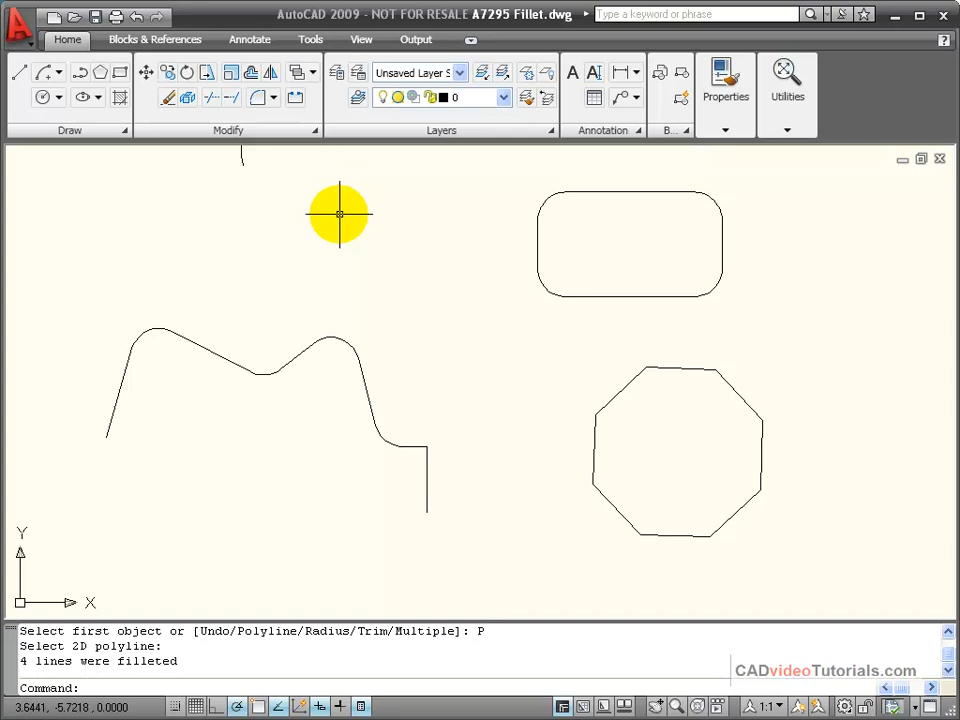 AutoCAD 2009 - NOT FOR RESALE A7295 Fillet.dwg
Type a keyword or phrase
Home Blocks & References Annotate Tools View Output
Unsaved Layer S
0
Properties
Utilities
Draw Modify Layers Annotation B...
Y
X
Select first object or [Undo/Polyline/Radius/Trim/Multiple]: P
Select 2D polyline:
4 lines were filleted
CADvideoTutorials.com
Command:
3.6441, -5.7218, 0.0000
1:1